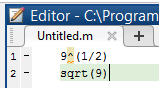 Editor - C:\Program
Untitled.m × +
1 - 9^(1/2)
2 - sqrt(9)